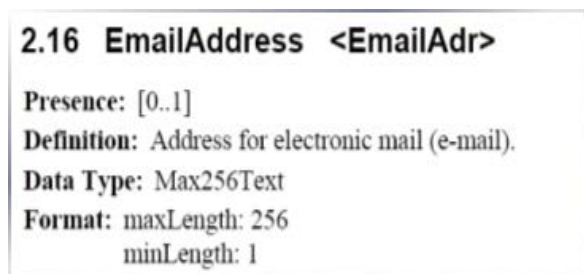 2.16 EmailAddress <EmailAdr>
Presence: [0..1]
Definition: Address for electronic mail (e-mail).
Data Type: Max256Text
Format: maxLength: 256
minLength: 1